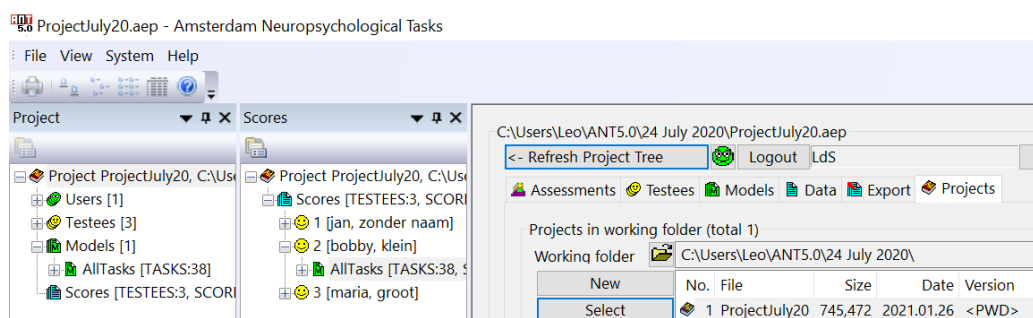 ProjectJuly20.aep - Amsterdam Neuropsychological Tasks
File View System Help
Project
Scores
Project ProjectJuly20, C:\Use
Users [1]
Testees [3]
Models [1]
AllTasks [TASKS:38]
Scores [TESTEES:3, SCORI
Project ProjectJuly20, C:\Use
Scores [TESTEES:3, SCORI
1 [jan, zonder naam]
2 [bobby, klein]
AllTasks [TASKS:38, S
3 [maria, groot]
C:\Users\Leo\ANT5.0\24 July 2020\ProjectJuly20.aep
<- Refresh Project Tree Logout LdS
Assessments Testees Models Data Export Projects
Projects in working folder (total 1)
Working folder C:\Users\Leo\ANT5.0\24 July 2020\
New
Select
No. File Size Date Version
1 ProjectJuly20 745,472 2021.01.26 <PWD>